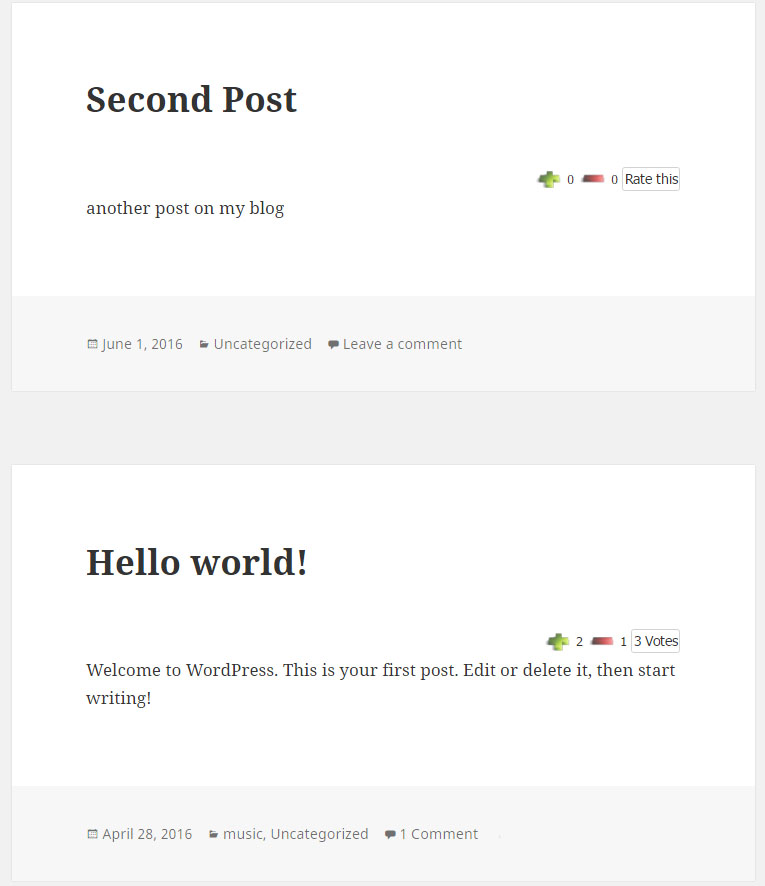 Second Post
0 0 Rate this
another post on my blog
June 1, 2016 Uncategorized Leave a comment
Hello world!
2 1 3 Votes
Welcome to WordPress. This is your first post. Edit or delete it, then start
writing!
April 28, 2016 music, Uncategorized 1 Comment